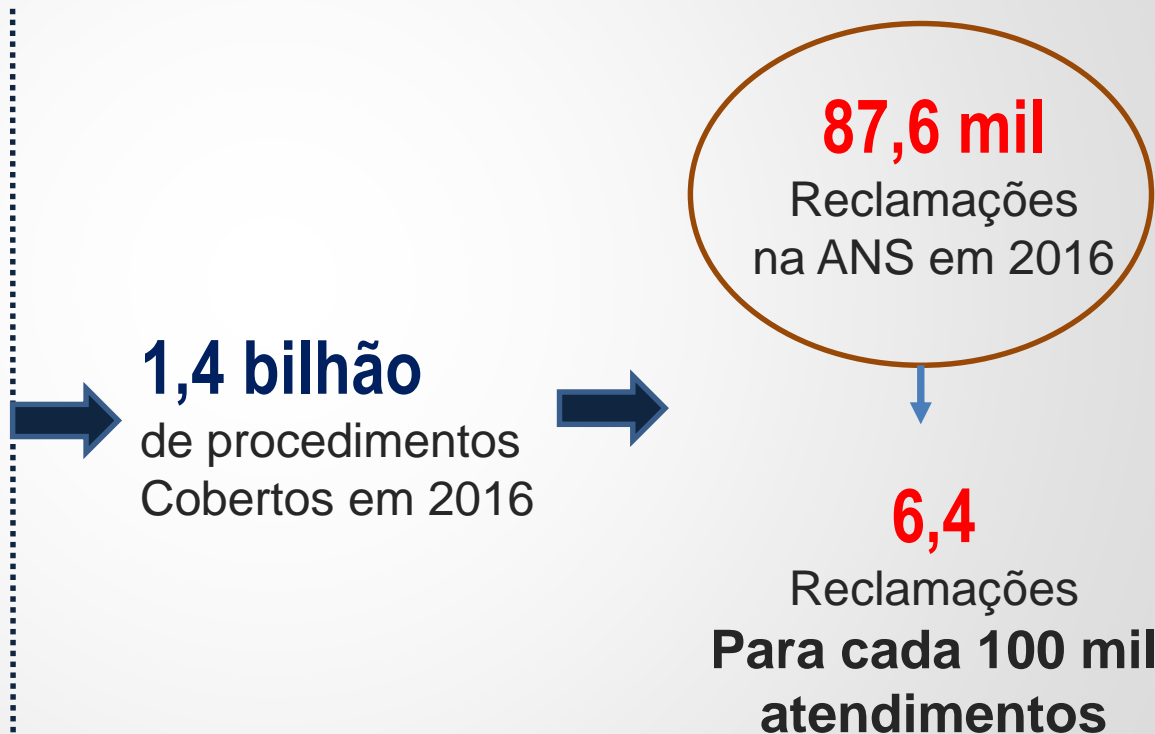 1,4 bilhão
de procedimentos
Cobertos em 2016
87,6 mil
Reclamações
na ANS em 2016
6,4
Reclamações
Para cada 100 mil
atendimentos